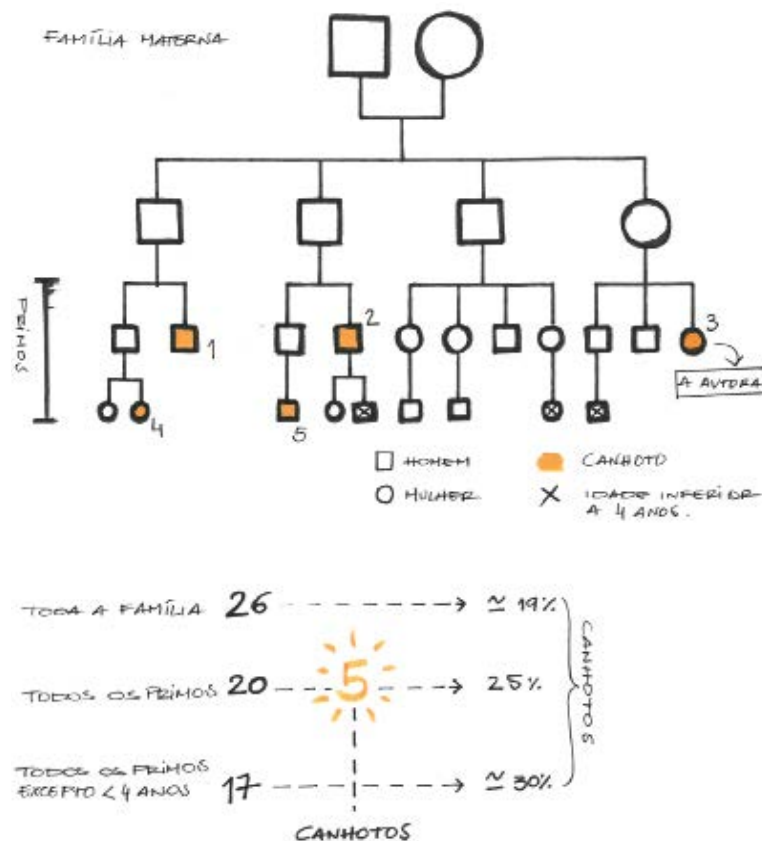 FAMÍLIA MATERNA
PRIMOS
1
2
3
A AUTORA
4
5
HOMEM
CANHOTO
MULHER
IDADE INFERIOR
A 4 ANOS.
TODA A FAMÍLIA 26 ≃ 19%
TODOS OS PRIMOS 20 5 25%
TODOS OS PRIMOS
EXCEPTO < 4 ANOS 17 ≃ 30%
CANHOTOS
CANHOTOS